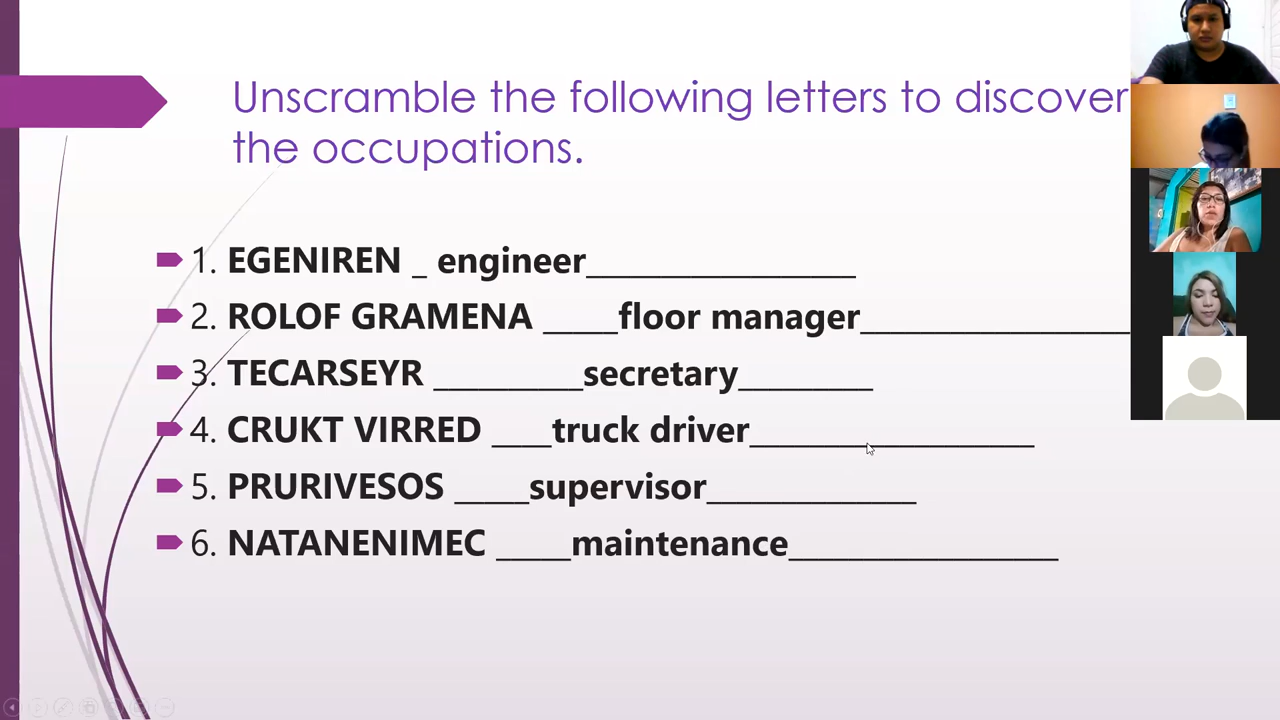 Unscramble the following letters to discover
the occupations.
1. EGENIREN _ engineer__________________
2. ROLOF GRAMENA _____floor manager__________________
3. TECARSEYR __________secretary_________
4. CRUKT VIRRED ____truck driver___________________
5. PRURIVESOS _____supervisor______________
6. NATANENIMEC _____maintenance__________________